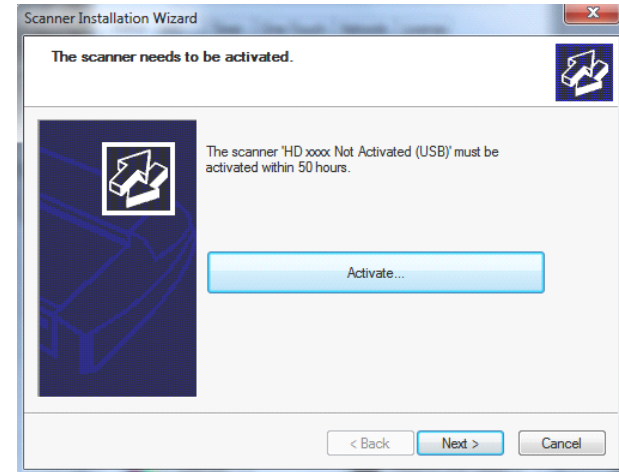 Scanner Installation Wizard
The scanner needs to be activated.
The scanner 'HD xxxx Not Activated (USB)' must be
activated within 50 hours.
Activate...
< Back Next > Cancel